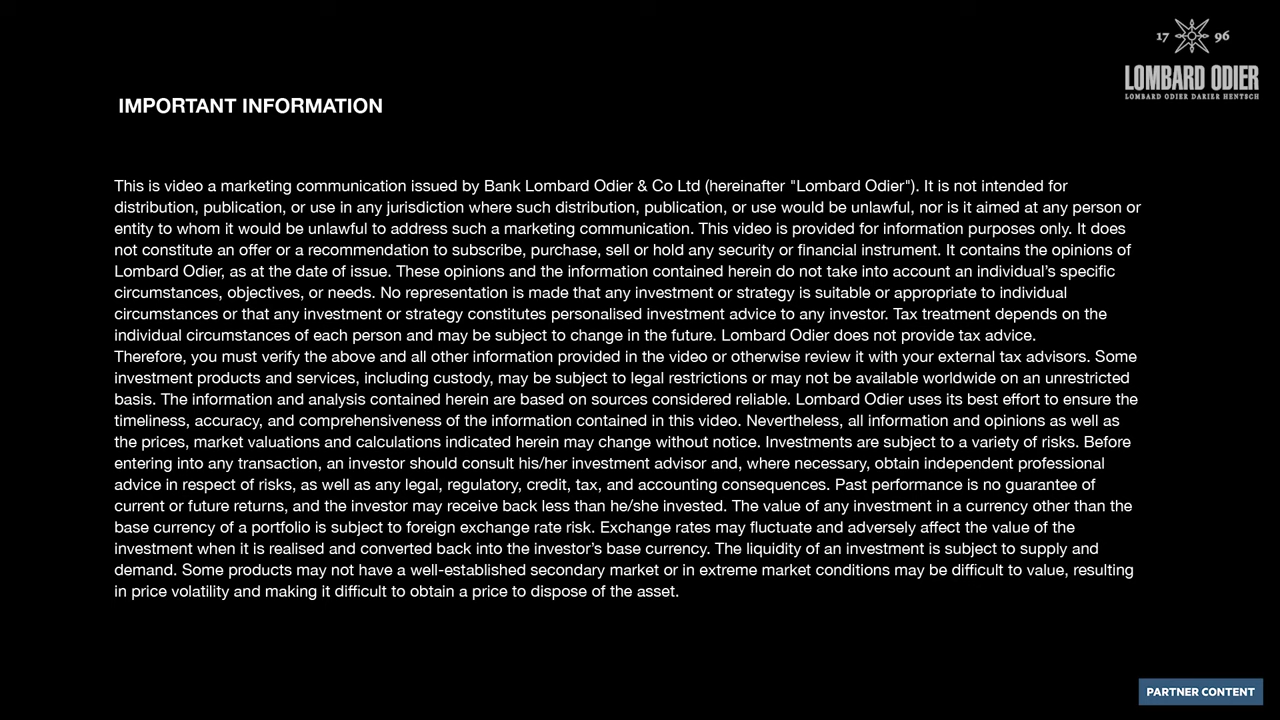 17 96
LOMBARD ODIER
LOMBARD ODIER DARIER HENTSCH
IMPORTANT INFORMATION
This is video a marketing communication issued by Bank Lombard Odier & Co Ltd (hereinafter "Lombard Odier"). It is not intended for
distribution, publication, or use in any jurisdiction where such distribution, publication, or use would be unlawful, nor is it aimed at any person or
entity to whom it would be unlawful to address such a marketing communication. This video is provided for information purposes only. It does
not constitute an offer or a recommendation to subscribe, purchase, sell or hold any security or financial instrument. It contains the opinions of
Lombard Odier, as at the date of issue. These opinions and the information contained herein do not take into account an individual's specific
circumstances, objectives, or needs. No representation is made that any investment or strategy is suitable or appropriate to individual
circumstances or that any investment or strategy constitutes personalised investment advice to any investor. Tax treatment depends on the
individual circumstances of each person and may be subject to change in the future. Lombard Odier does not provide tax advice.
Therefore, you must verify the above and all other information provided in the video or otherwise review it with your external tax advisors. Some
investment products and services, including custody, may be subject to legal restrictions or may not be available worldwide on an unrestricted
basis. The information and analysis contained herein are based on sources considered reliable. Lombard Odier uses its best effort to ensure the
timeliness, accuracy, and comprehensiveness of the information contained in this video. Nevertheless, all information and opinions as well as
the prices, market valuations and calculations indicated herein may change without notice. Investments are subject to a variety of risks. Before
entering into any transaction, an investor should consult his/her investment advisor and, where necessary, obtain independent professional
advice in respect of risks, as well as any legal, regulatory, credit, tax, and accounting consequences. Past performance is no guarantee of
current or future returns, and the investor may receive back less than he/she invested. The value of any investment in a currency other than the
base currency of a portfolio is subject to foreign exchange rate risk. Exchange rates may fluctuate and adversely affect the value of the
investment when it is realised and converted back into the investor's base currency. The liquidity of an investment is subject to supply and
demand. Some products may not have a well-established secondary market or in extreme market conditions may be difficult to value, resulting
in price volatility and making it difficult to obtain a price to dispose of the asset.
PARTNER CONTENT